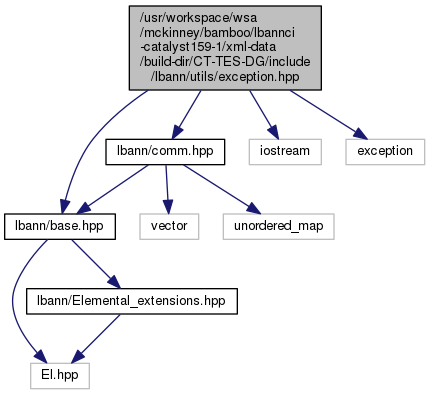 /usr/workspace/wsa
/mckinney/bamboo/lbannci
-catalyst159-1/xml-data
/build-dir/CT-TES-DG/include
/lbann/utils/exception.hpp
lbann/comm.hpp
iostream
exception
lbann/base.hpp
vector
unordered_map
lbann/Elemental_extensions.hpp
El.hpp